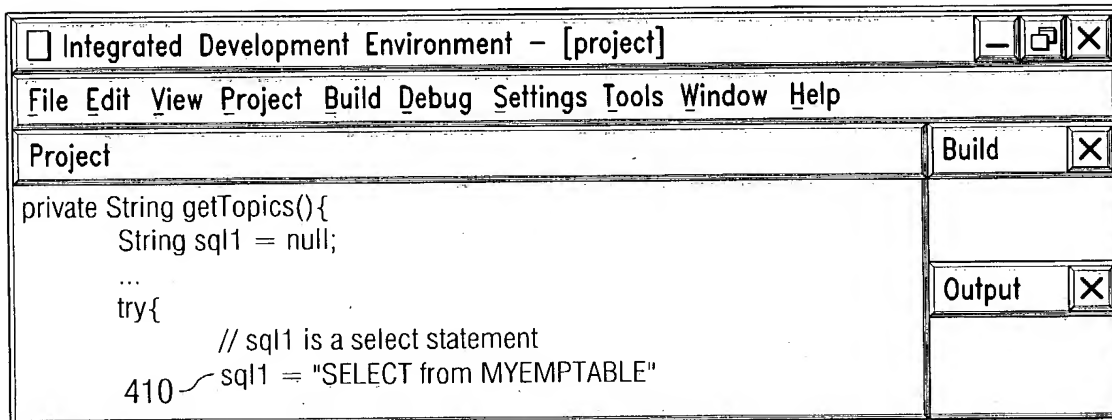 Integrated Development Environment – [project]
File Edit View Project Build Debug Settings Tools Window Help
Project
Build
private String getTopics(){
String sql1 = null;
...
try{
Output
// sql1 is a select statement
410 sql1 = "SELECT from MYEMPTABLE"